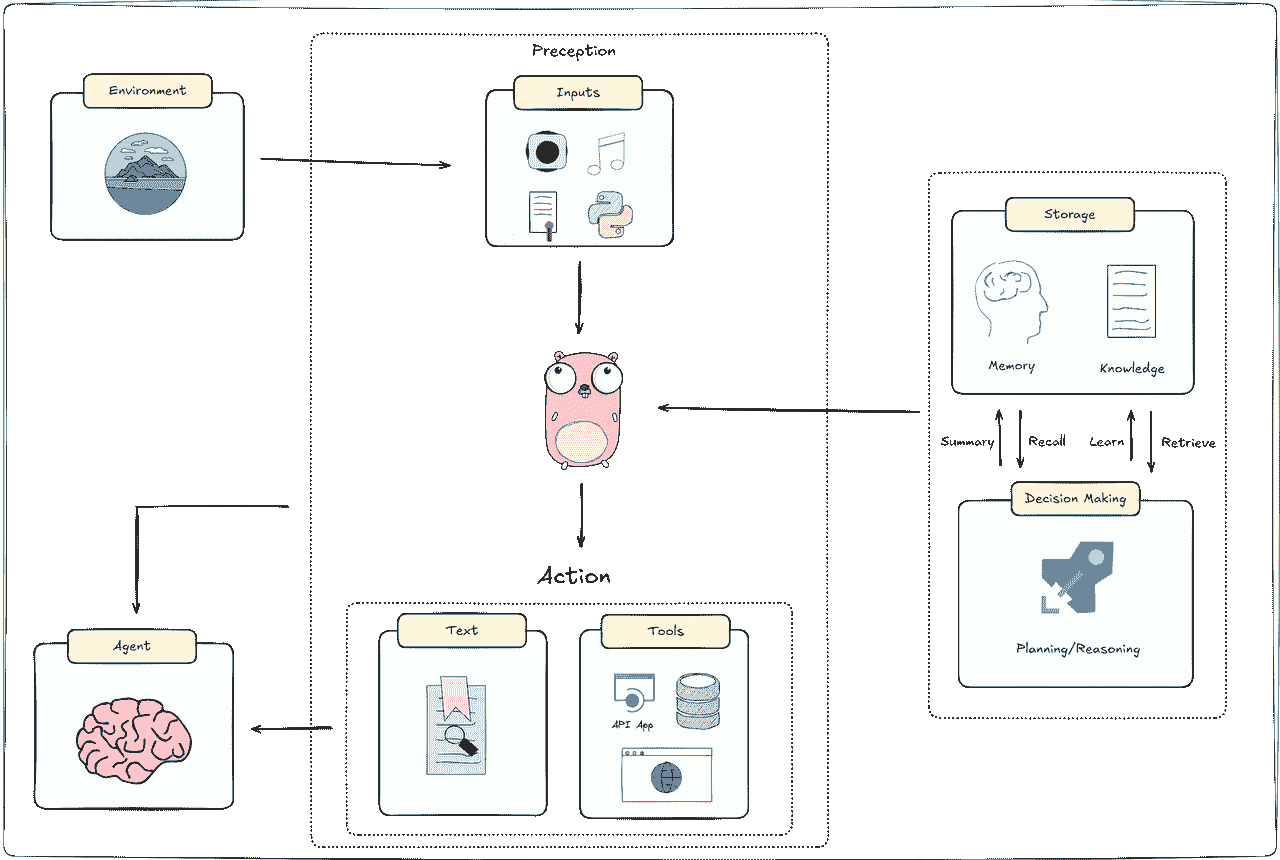 Preception
Environment
Inputs
Storage
Memory
Knowledge
Summary
Recall
Learn
Retrieve
Decision Making
Planning/Reasoning
Action
Text
Tools
API App
Agent